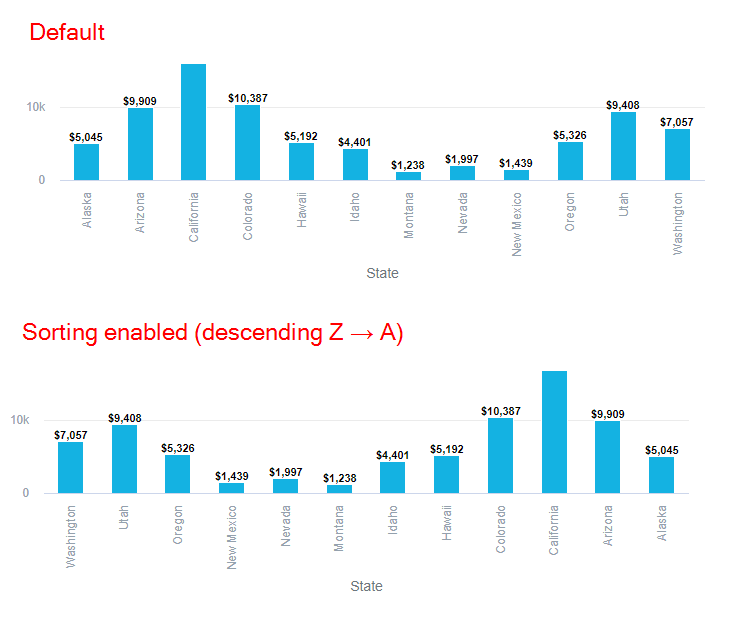 Default
$5,045
$9,909
$10,387
$5,192
$4,401
$1,238
$1,997
$1,439
$5,326
$9,408
$7,057
10k
0
Alaska
Arizona
California
Colorado
Hawaii
Idaho
Montana
Nevada
New Mexico
Oregon
Utah
Washington
State
Sorting enabled (descending Z → A)
$7,057
$9,408
$5,326
$1,439
$1,997
$1,238
$4,401
$5,192
$10,387
$9,909
$5,045
10k
0
Washington
Utah
Oregon
New Mexico
Nevada
Montana
Idaho
Hawaii
Colorado
California
Arizona
Alaska
State